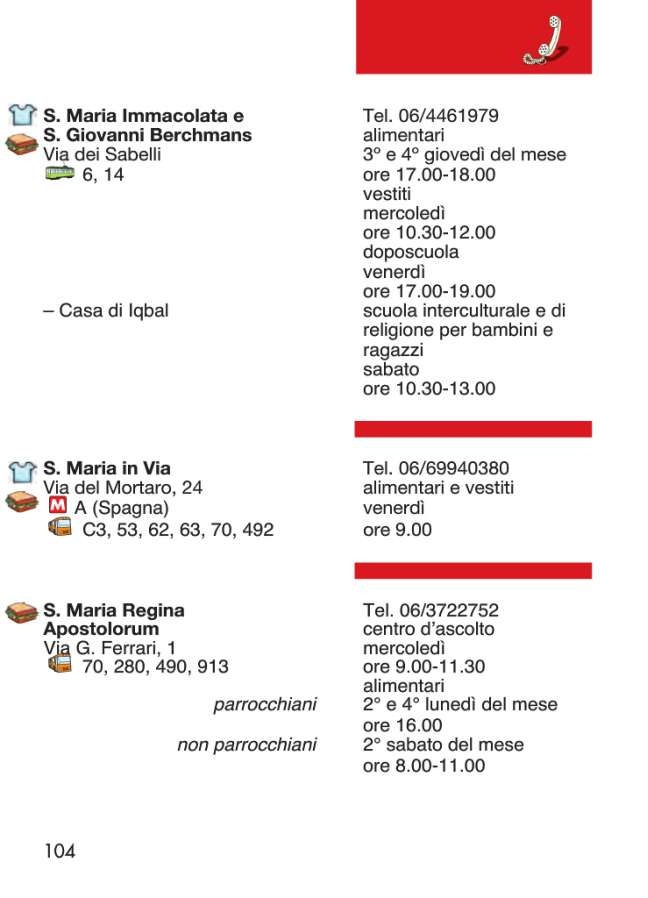 S. Maria Immacolata e
S. Giovanni Berchmans
Via dei Sabelli
6, 14
Tel. 06/4461979
alimentari
3º e 4º giovedì del mese
ore 17.00-18.00
vestiti
mercoledì
ore 10.30-12.00
doposcuola
venerdì
ore 17.00-19.00
– Casa di Iqbal
scuola interculturale e di
religione per bambini e
ragazzi
sabato
ore 10.30-13.00
S. Maria in Via
Via del Mortaro, 24
M A (Spagna)
C3, 53, 62, 63, 70, 492
Tel. 06/69940380
alimentari e vestiti
venerdì
ore 9.00
S. Maria Regina
Apostolorum
Via G. Ferrari, 1
70, 280, 490, 913
Tel. 06/3722752
centro d’ascolto
mercoledì
ore 9.00-11.30
alimentari
parrocchiani
2° e 4° lunedì del mese
ore 16.00
non parrocchiani
2° sabato del mese
ore 8.00-11.00
104